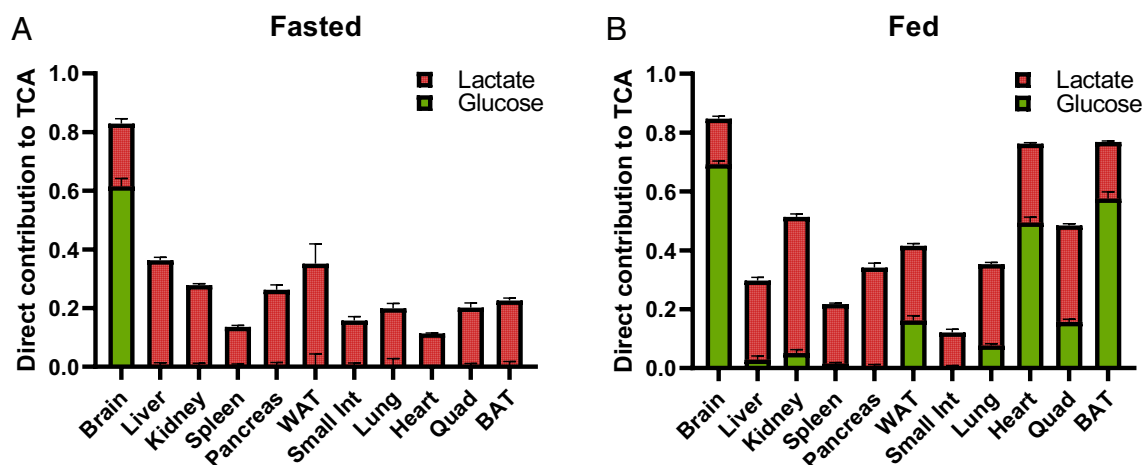 A
Fasted
Direct contribution to TCA
1.0
0.8
0.6
0.4
0.2
0.0
Lactate
Glucose
Brain
Liver
Kidney
Spleen
Pancreas
WAT
Small Int
Lung
Heart
Quad
BAT
B
Fed
Direct contribution to TCA
1.0
0.8
0.6
0.4
0.2
0.0
Lactate
Glucose
Brain
Liver
Kidney
Spleen
Pancreas
WAT
Small Int
Lung
Heart
Quad
BAT